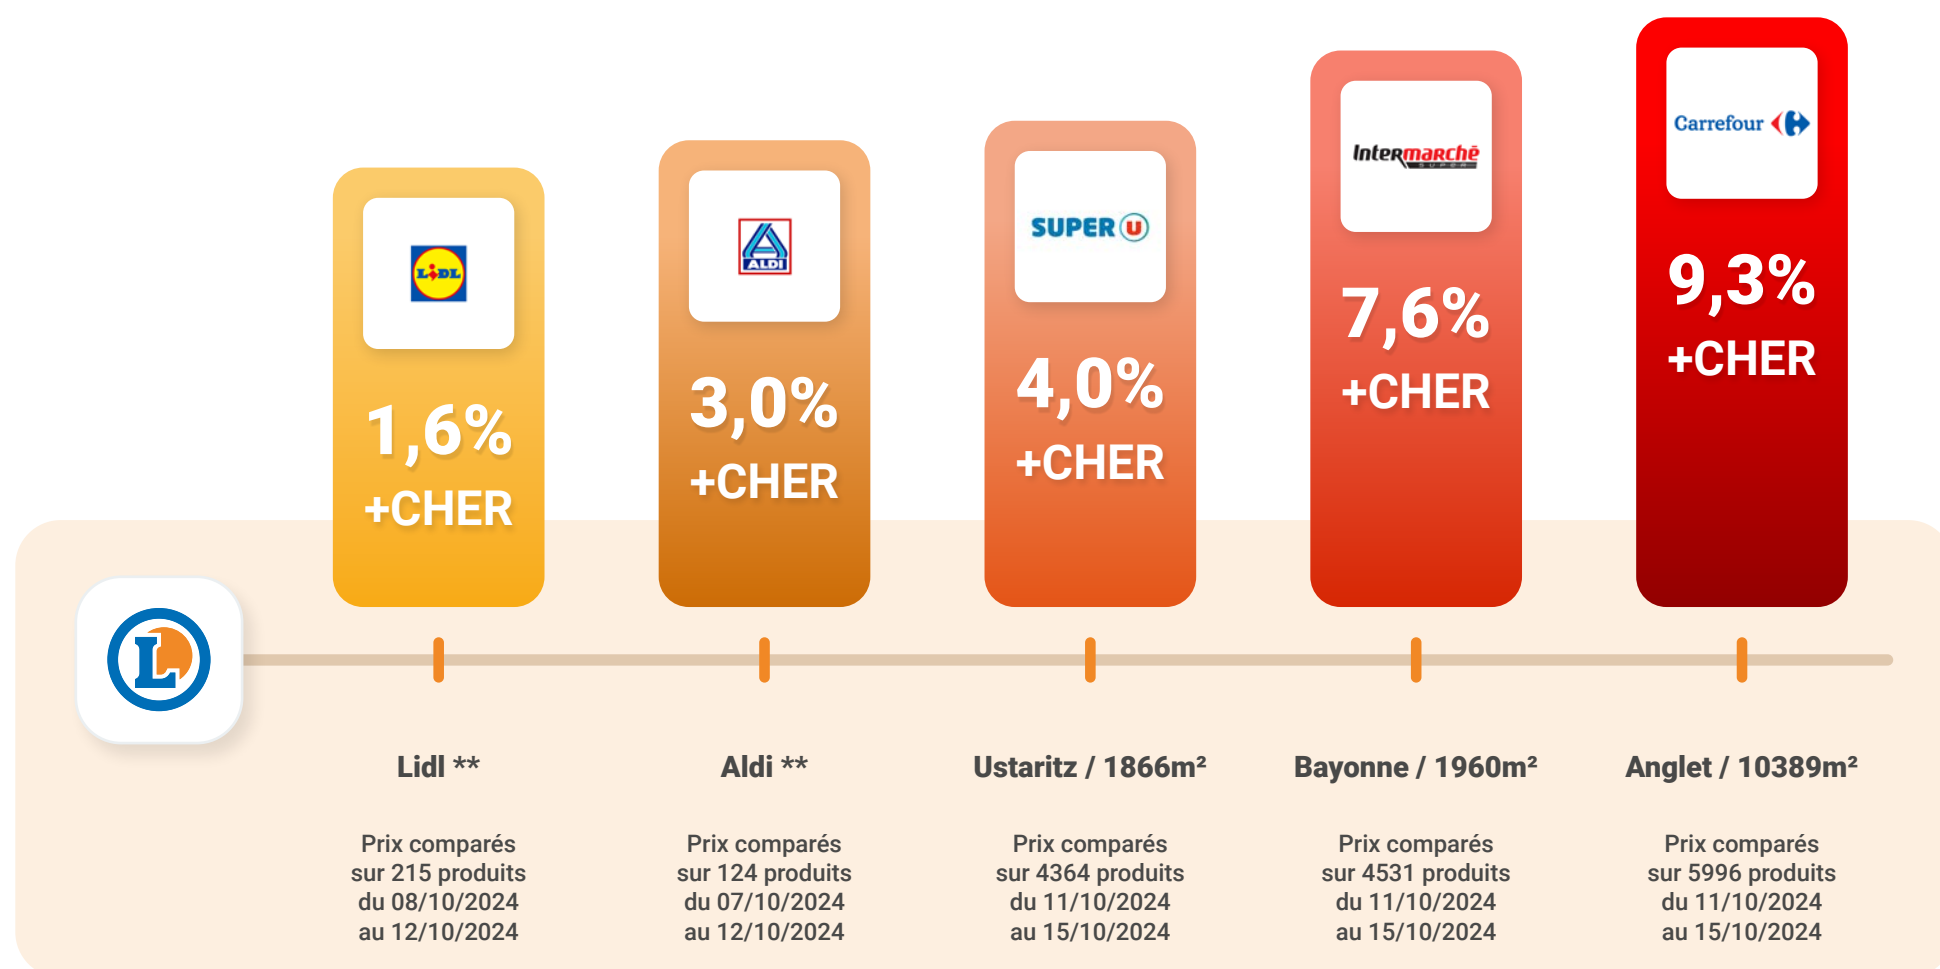 LIDL
1,6%
+CHER
ALDI
3,0%
+CHER
SUPER U
4,0%
+CHER
Intermarché
SUPER
7,6%
+CHER
Carrefour
9,3%
+CHER
L
Lidl **
Prix comparés
sur 215 produits
du 08/10/2024
au 12/10/2024
Aldi **
Prix comparés
sur 124 produits
du 07/10/2024
au 12/10/2024
Ustaritz / 1866m²
Prix comparés
sur 4364 produits
du 11/10/2024
au 15/10/2024
Bayonne / 1960m²
Prix comparés
sur 4531 produits
du 11/10/2024
au 15/10/2024
Anglet / 10389m²
Prix comparés
sur 5996 produits
du 11/10/2024
au 15/10/2024